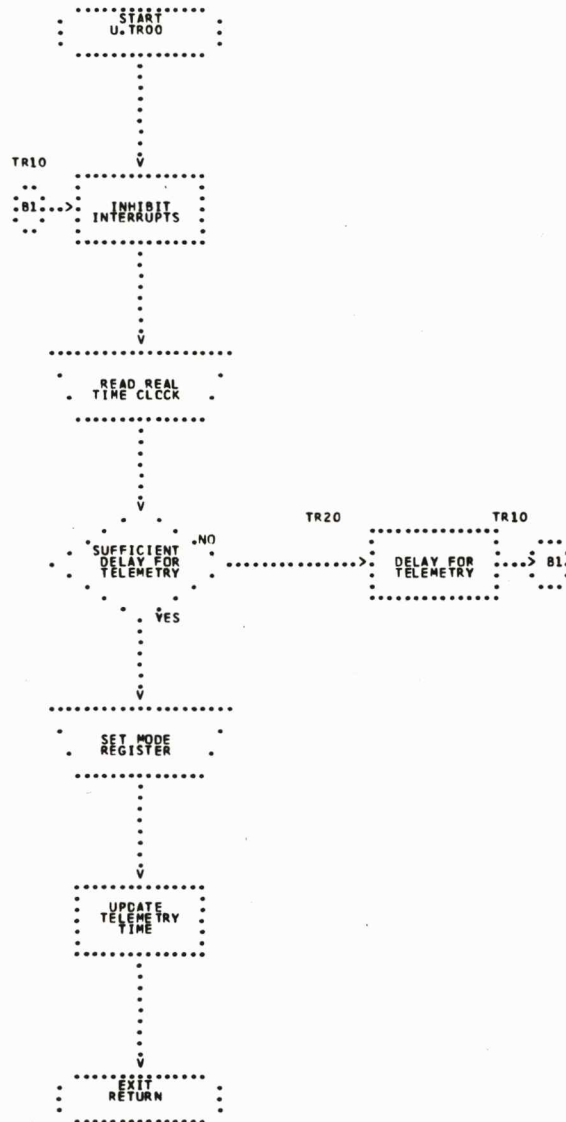 START
U.TR00
TR10
B1
INHIBIT
INTERRUPTS
READ REAL
TIME CLOCK
SUFFICIENT
DELAY FOR
TELEMETRY
NO
TR20
DELAY FOR
TELEMETRY
TR10
B1
YES
SET MODE
REGISTER
UPDATE
TELEMETRY
TIME
EXIT
RETURN